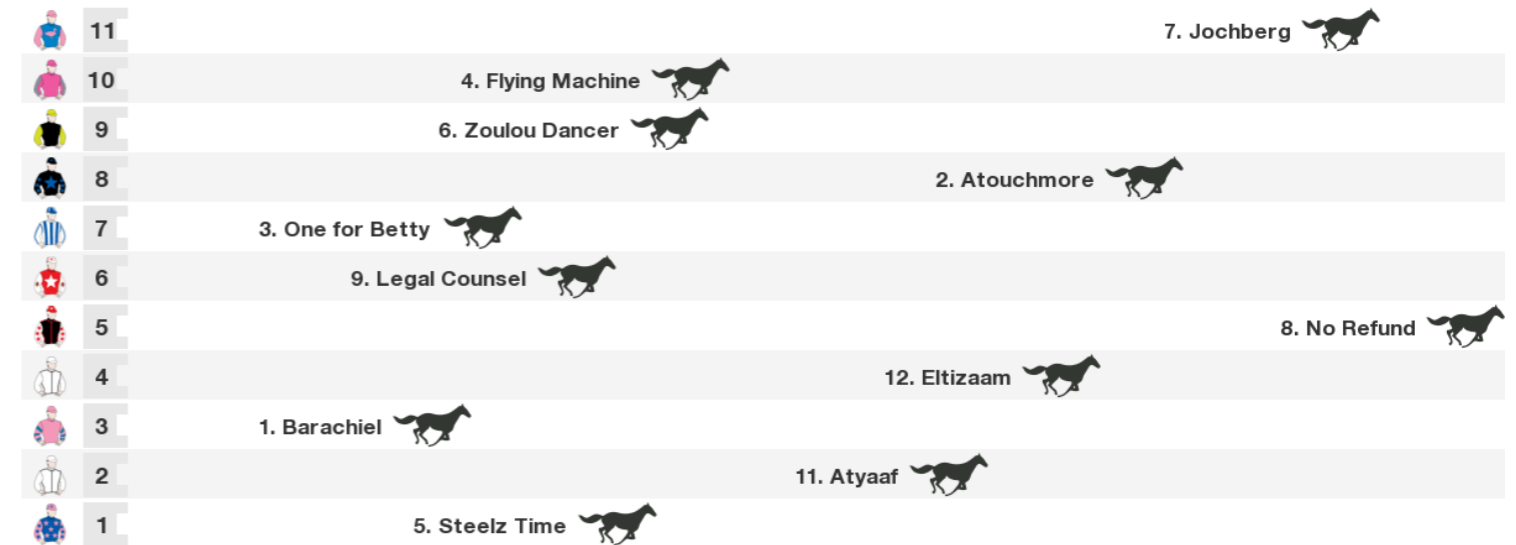 11 7. Jochberg
10 4. Flying Machine
9 6. Zoulou Dancer
8 2. Atouchmore
7 3. One for Betty
6 9. Legal Counsel
5 8. No Refund
4 12. Eltizaam
3 1. Barachiel
2 11. Atyaaf
1 5. Steelz Time